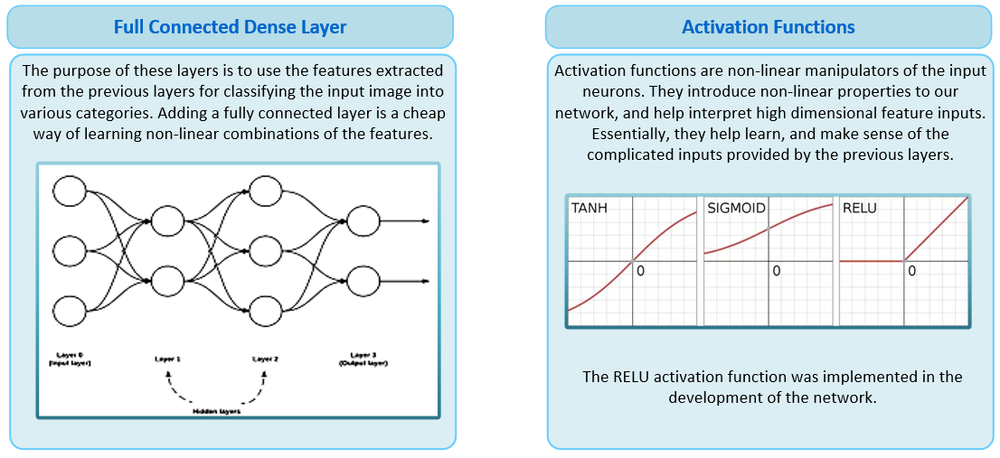 Full Connected Dense Layer
The purpose of these layers is to use the features extracted
from the previous layers for classifying the input image into
various categories. Adding a fully connected layer is a cheap
way of learning non-linear combinations of the features.
Layer 0
(Input layer)
Layer 1
Layer 2
Layer 3
(Output layer)
Hidden layers
Activation Functions
Activation functions are non-linear manipulators of the input
neurons. They introduce non-linear properties to our
network, and help interpret high dimensional feature inputs.
Essentially, they help learn, and make sense of the
complicated inputs provided by the previous layers.
TANH
0
SIGMOID
0
RELU
0
The RELU activation function was implemented in the
development of the network.